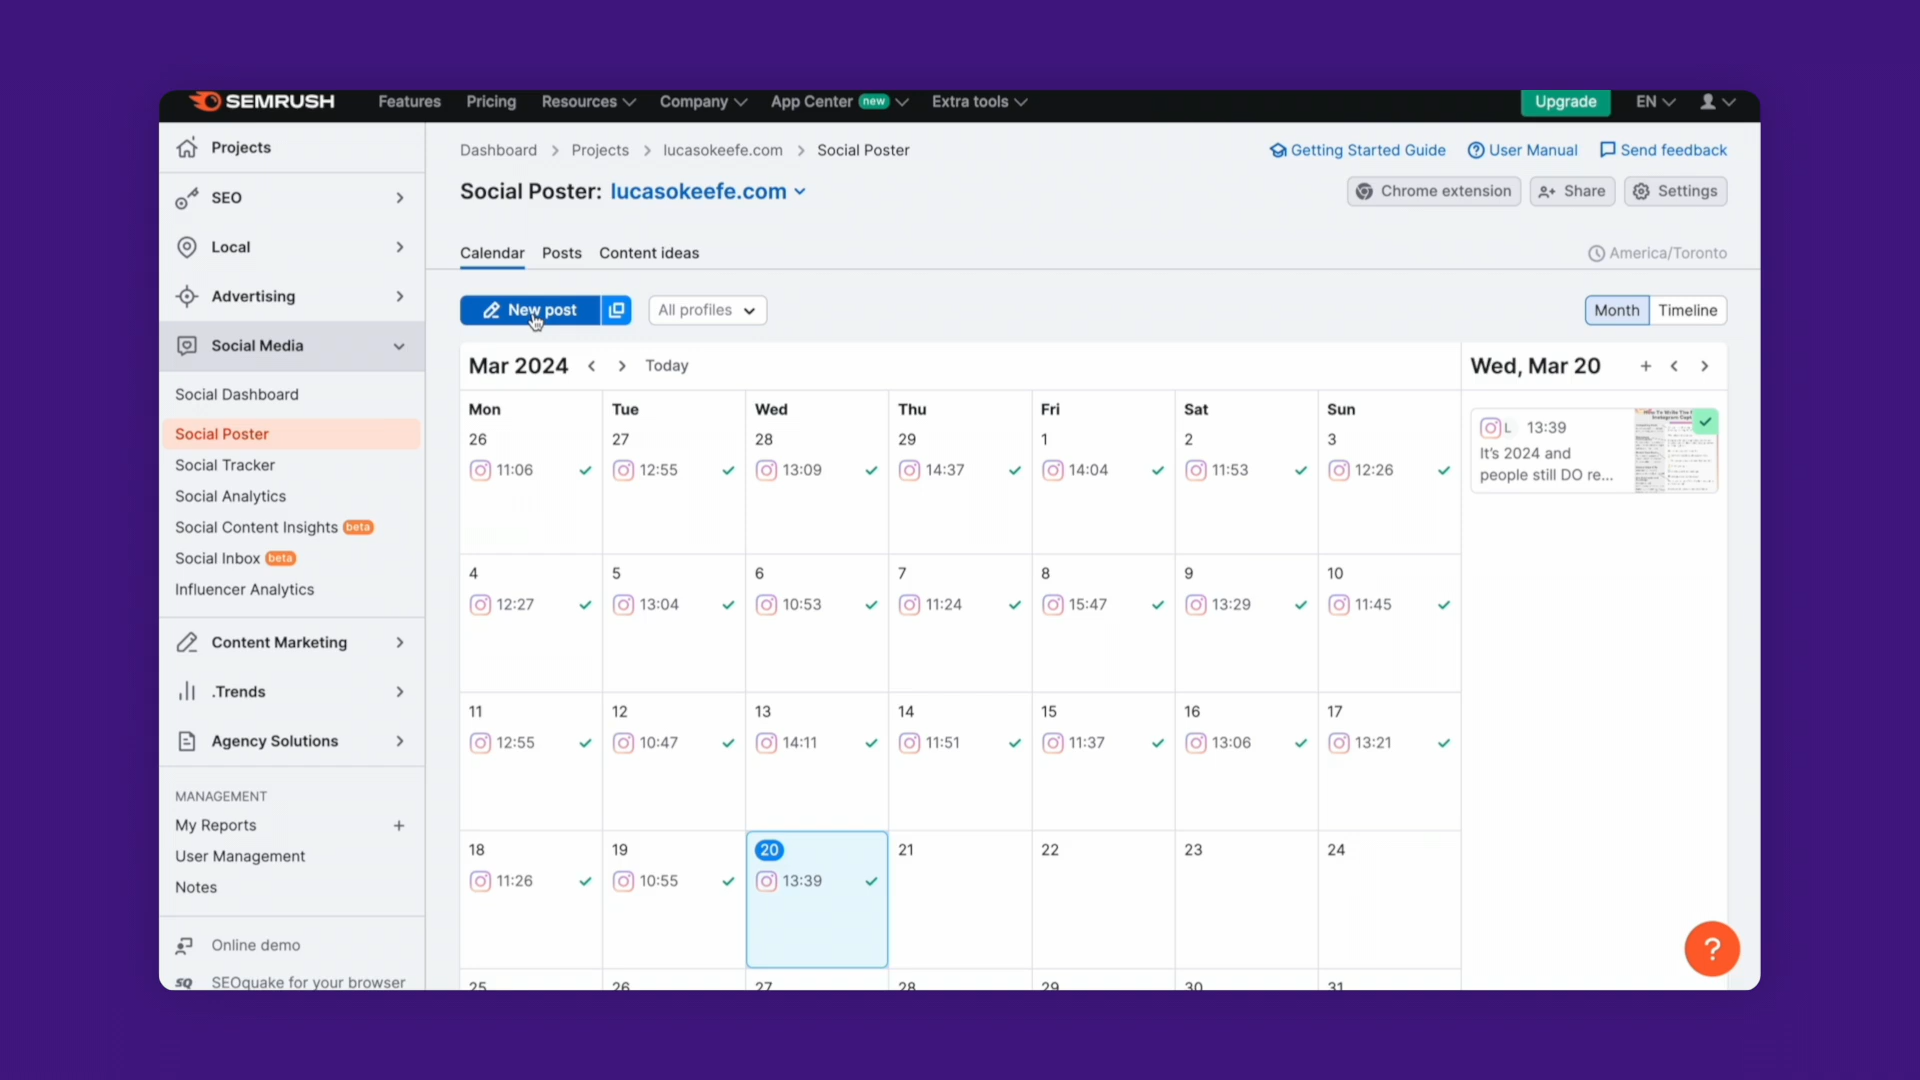 SEMRUSH Features Pricing Resources Company App Center new Extra tools Upgrade EN
Projects
SEO
Local
Advertising
Social Media
Social Dashboard
Social Poster
Social Tracker
Social Analytics
Social Content Insights beta
Social Inbox beta
Influencer Analytics
Content Marketing
.Trends
Agency Solutions
MANAGEMENT
My Reports +
User Management
Notes
Online demo
SQ SEOquake for your browser
Dashboard > Projects > lucasokeefe.com > Social Poster
Getting Started Guide User Manual Send feedback
Social Poster: lucasokeefe.com
Chrome extension Share Settings
Calendar Posts Content ideas
America/Toronto
New post All profiles
Month Timeline
Mar 2024 < > Today
Mon Tue Wed Thu Fri Sat Sun
26 27 28 29 1 2 3
11:06 12:55 13:09 14:37 14:04 11:53 12:26
4 5 6 7 8 9 10
12:27 13:04 10:53 11:24 15:47 13:29 11:45
11 12 13 14 15 16 17
12:55 10:47 14:11 11:51 11:37 13:06 13:21
18 19 20 21 22 23 24
11:26 10:55 13:39
25 26 27 28 29 30 31
Wed, Mar 20 + < >
L 13:39
It's 2024 and
people still DO re...
?